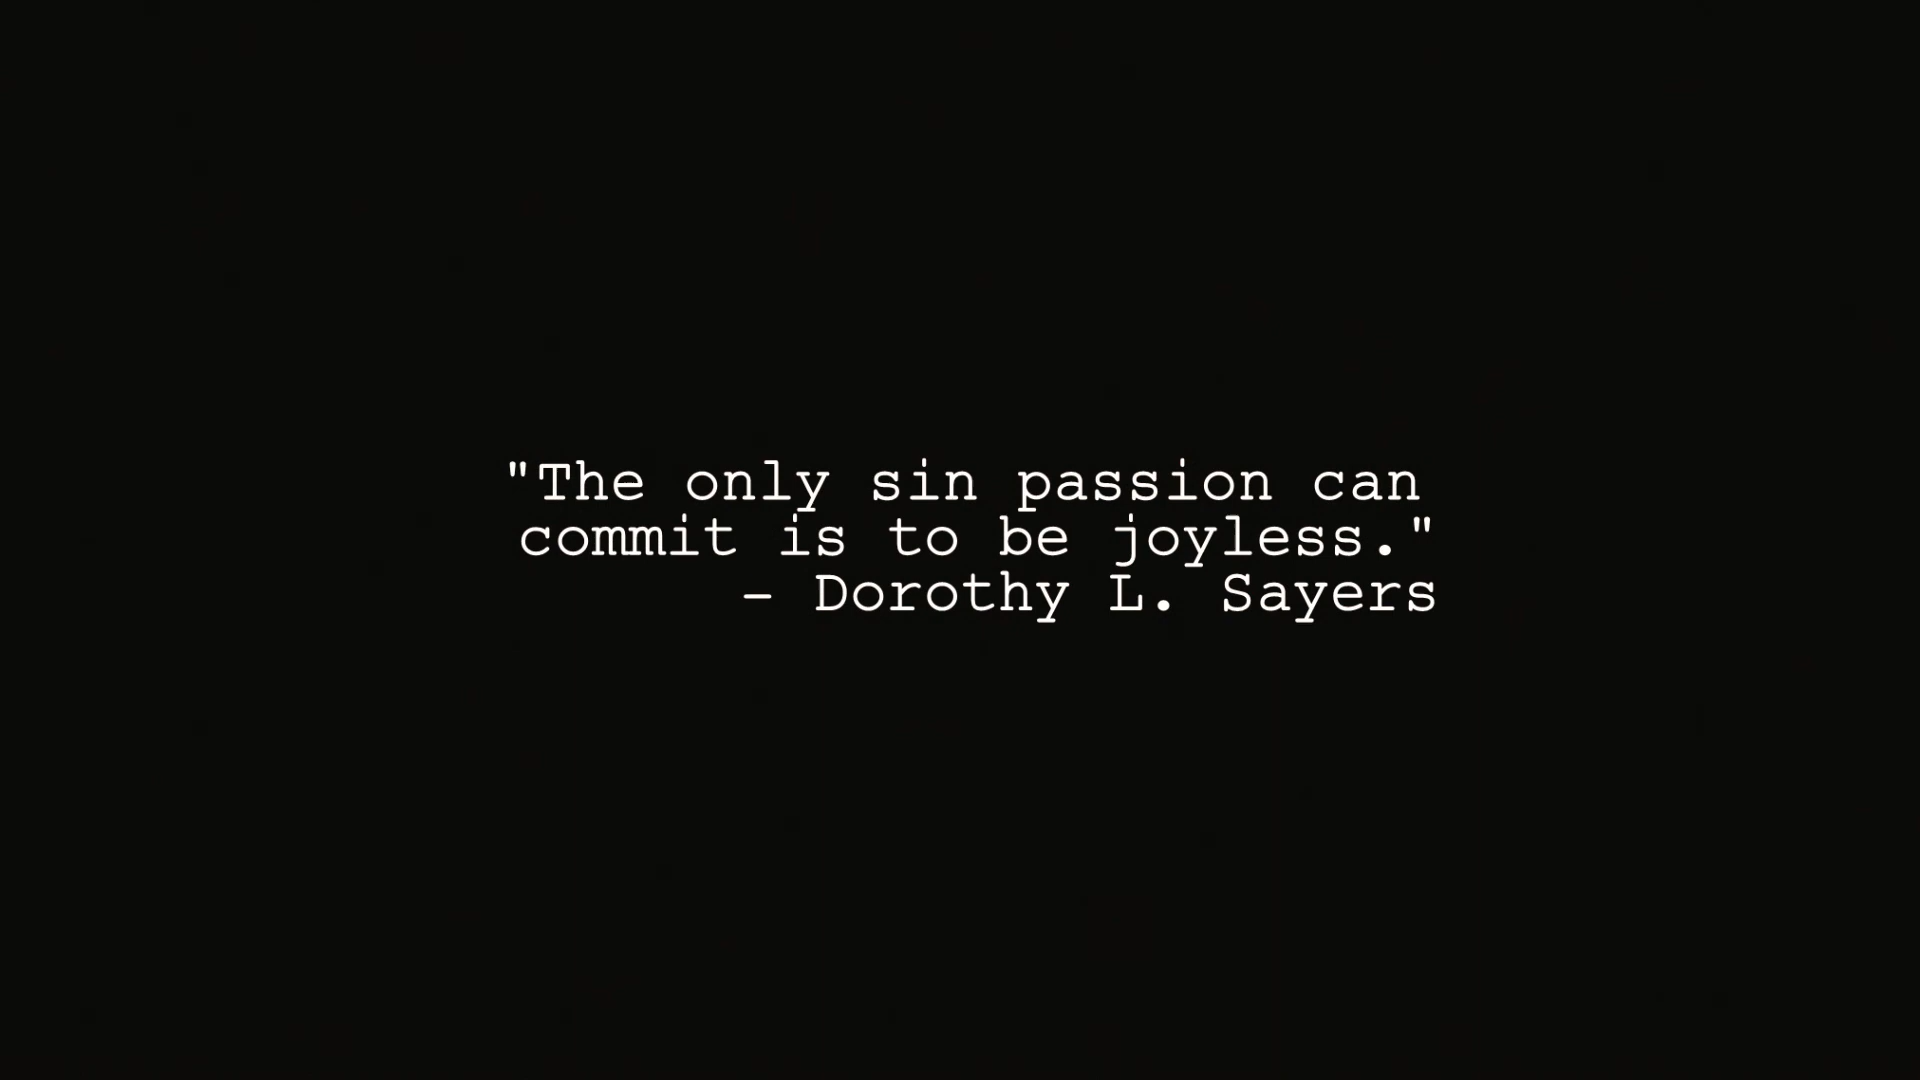 "The only sin passion can
commit is to be joyless."
- Dorothy L. Sayers